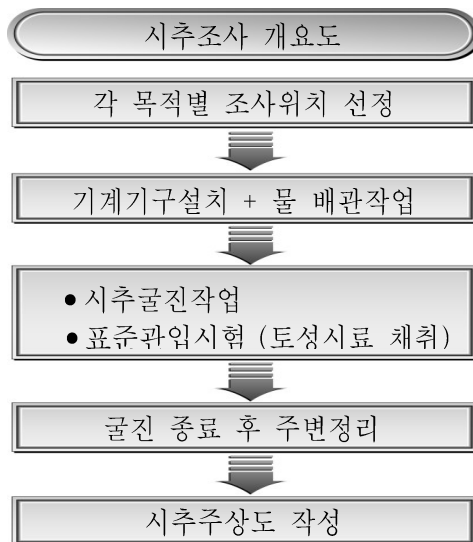 시추조사 개요도
각 목적별 조사위치 선정
기계기구설치 + 물 배관작업
• 시추굴진작업
• 표준관입시험 (토성시료 채취)
굴진 종료 후 주변정리
시추주상도 작성